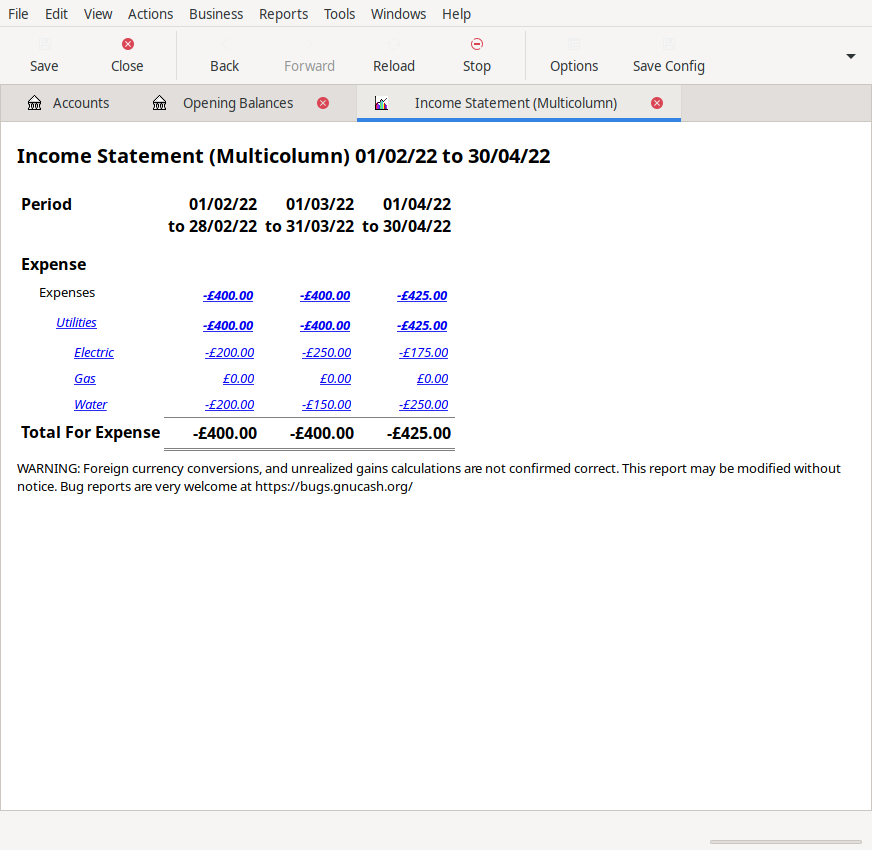 File Edit View Actions Business Reports Tools Windows Help
Save Close Back Forward Reload Stop Options Save Config
Accounts Opening Balances Income Statement (Multicolumn)
Income Statement (Multicolumn) 01/02/22 to 30/04/22
Period 01/02/22 01/03/22 01/04/22
to 28/02/22 to 31/03/22 to 30/04/22
Expense
Expenses -£400.00 -£400.00 -£425.00
Utilities -£400.00 -£400.00 -£425.00
Electric -£200.00 -£250.00 -£175.00
Gas £0.00 £0.00 £0.00
Water -£200.00 -£150.00 -£250.00
Total For Expense -£400.00 -£400.00 -£425.00
WARNING: Foreign currency conversions, and unrealized gains calculations are not confirmed correct. This report may be modified without
notice. Bug reports are very welcome at https://bugs.gnucash.org/